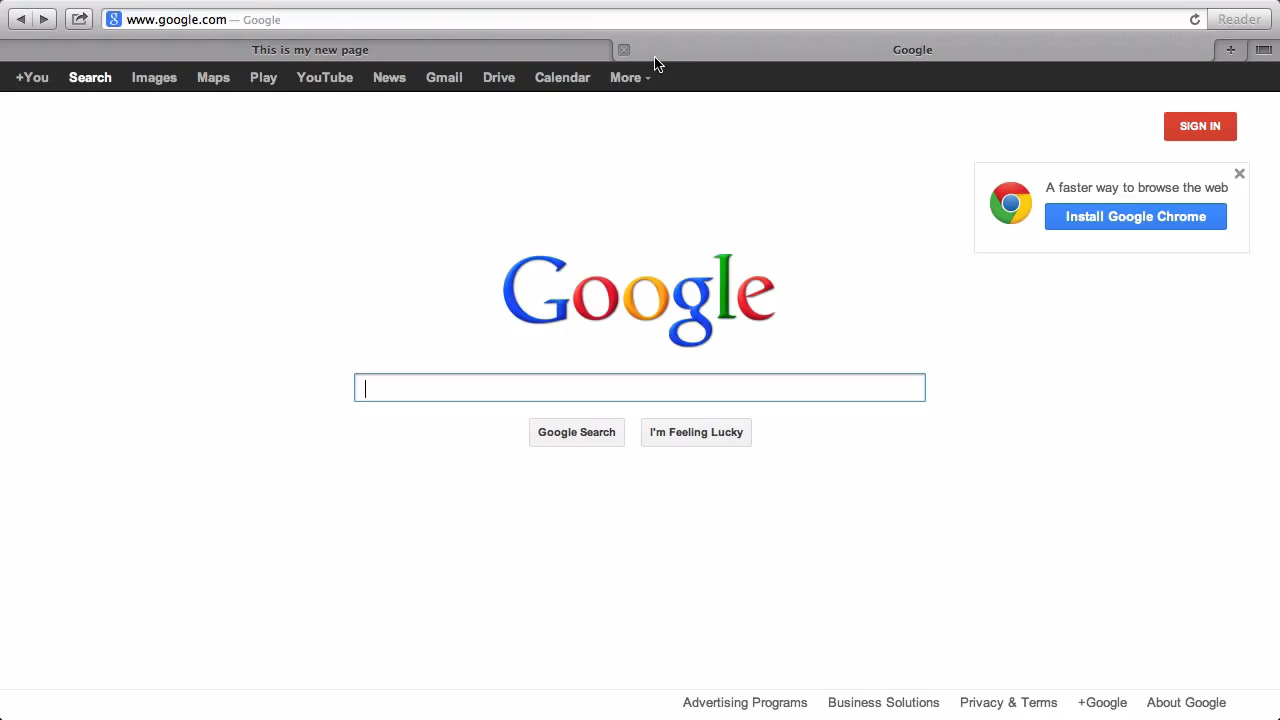 www.google.com — Google
Reader
This is my new page
Google
+You Search Images Maps Play YouTube News Gmail Drive Calendar More
SIGN IN
A faster way to browse the web
Install Google Chrome
Google
Google Search
I'm Feeling Lucky
Advertising Programs Business Solutions Privacy & Terms +Google About Google